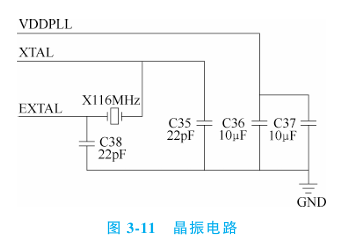 VDDPLL
XTAL
X116MHz
EXTAL
C35
22pF
C36
10μF
C37
10μF
C38
22pF
GND
图 3-11 晶振电路